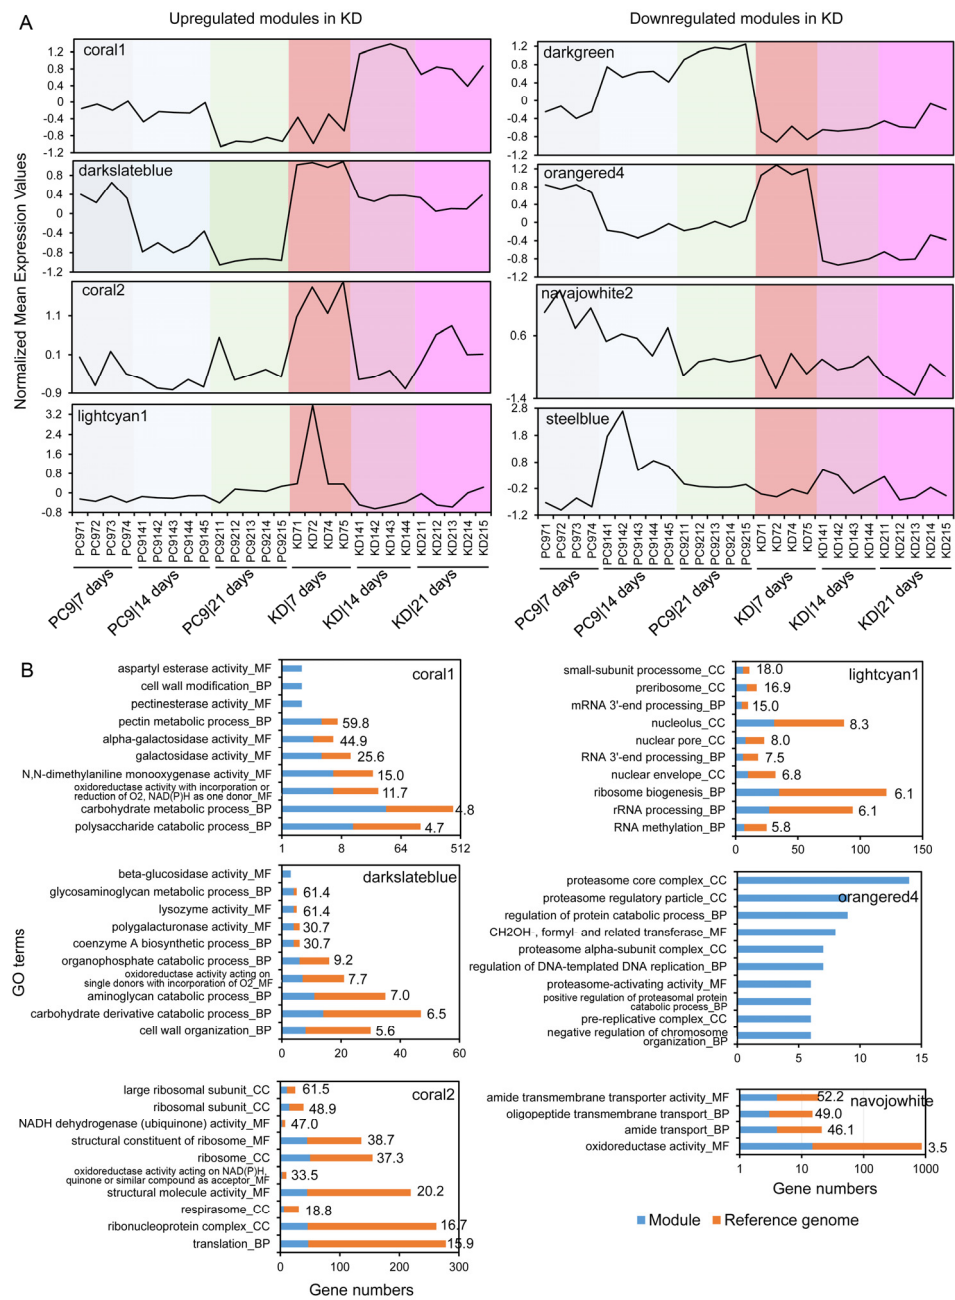 A
Upregulated modules in KD
Downregulated modules in KD
Normalized Mean Expression Values
coral1
1.2
0.8
0.4
0
-0.4
-0.8
-1.2
darkslateblue
0.8
0.4
0
-0.4
-0.8
-1.2
coral2
1.1
0.1
-0.9
lightcyan1
3.2
2.4
1.6
0.8
0
-0.8
PC971
PC972
PC973
PC974
PC9141
PC9142
PC9143
PC9144
PC9145
PC9211
PC9212
PC9213
PC9214
PC9215
KD71
KD72
KD74
KD75
KD141
KD142
KD143
KD144
KD211
KD212
KD213
KD214
KD215
PC9|7 days
PC9|14 days
PC9|21 days
KD|7 days
KD|14 days
KD|21 days
darkgreen
1.2
0.8
0.4
0
-0.4
-0.8
-1.2
orangered4
1.2
0.8
0.4
0
-0.4
-0.8
-1.2
navajowhite2
0.6
-1.4
steelblue
2.8
1.8
0.8
-0.2
-1.2
PC971
PC972
PC973
PC974
PC9141
PC9142
PC9143
PC9144
PC9145
PC9211
PC9212
PC9213
PC9214
PC9215
KD71
KD72
KD74
KD75
KD141
KD142
KD143
KD144
KD211
KD212
KD213
KD214
KD215
PC9|7 days
PC9|14 days
PC9|21 days
KD|7 days
KD|14 days
KD|21 days
B
GO terms
coral1
aspartyl esterase activity_MF
cell wall modification_BP
pectinesterase activity_MF
pectin metabolic process_BP 59.8
alpha-galactosidase activity_MF 44.9
galactosidase activity_MF 25.6
N,N-dimethylaniline monooxygenase activity_MF 15.0
oxidoreductase activity with incorporation or
reduction of O2, NAD(P)H as one donor_MF 11.7
carbohydrate metabolic process_BP 4.8
polysaccharide catabolic process_BP 4.7
1 8 64 512
darkslateblue
beta-glucosidase activity_MF
glycosaminoglycan metabolic process_BP 61.4
lysozyme activity_MF 61.4
polygalacturonase activity_MF 30.7
coenzyme A biosynthetic process_BP 30.7
organophosphate catabolic process_BP 9.2
oxidoreductase activity acting on
single donors with incorporation of O2_MF 7.7
aminoglycan catabolic process_BP 7.0
carbohydrate derivative catabolic process_BP 6.5
cell wall organization_BP 5.6
0 20 40 60
coral2
large ribosomal subunit_CC 61.5
ribosomal subunit_CC 48.9
NADH dehydrogenase (ubiquinone) activity_MF 47.0
structural constituent of ribosome_MF 38.7
ribosome_CC 37.3
oxidoreductase activity acting on NAD(P)H,
quinone or similar compound as acceptor_MF 33.5
structural molecule activity_MF 20.2
respirasome_CC 18.8
ribonucleoprotein complex_CC 16.7
translation_BP 15.9
0 100 200 300
Gene numbers
lightcyan1
small-subunit processome_CC 18.0
preribosome_CC 16.9
mRNA 3'-end processing_BP 15.0
nucleolus_CC 8.3
nuclear pore_CC 8.0
RNA 3'-end processing_BP 7.5
nuclear envelope_CC 6.8
ribosome biogenesis_BP 6.1
rRNA processing_BP 6.1
RNA methylation_BP 5.8
0 50 100 150
orangered4
proteasome core complex_CC
proteasome regulatory particle_CC
regulation of protein catabolic process_BP
CH2OH-, formyl- and related transferase_MF
proteasome alpha-subunit complex_CC
regulation of DNA-templated DNA replication_BP
proteasome-activating activity_MF
positive regulation of proteasomal protein
catabolic process_BP
pre-replicative complex_CC
negative regulation of chromosome
organization_BP
0 5 10 15
navojowhite
amide transmembrane transporter activity_MF 52.2
oligopeptide transmembrane transport_BP 49.0
amide transport_BP 46.1
oxidoreductase activity_MF 3.5
1 10 100 1000
Gene numbers
Module Reference genome